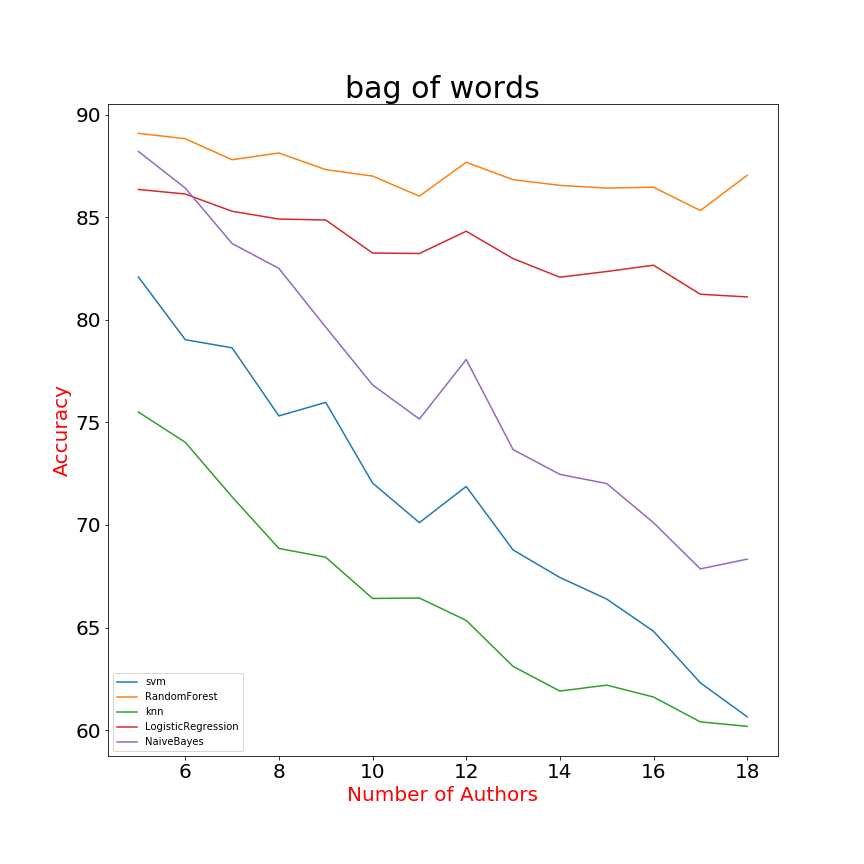 bag of words
90
85
80
75
70
65
60
Accuracy
svm
RandomForest
knn
LogisticRegression
NaiveBayes
6 8 10 12 14 16 18
Number of Authors